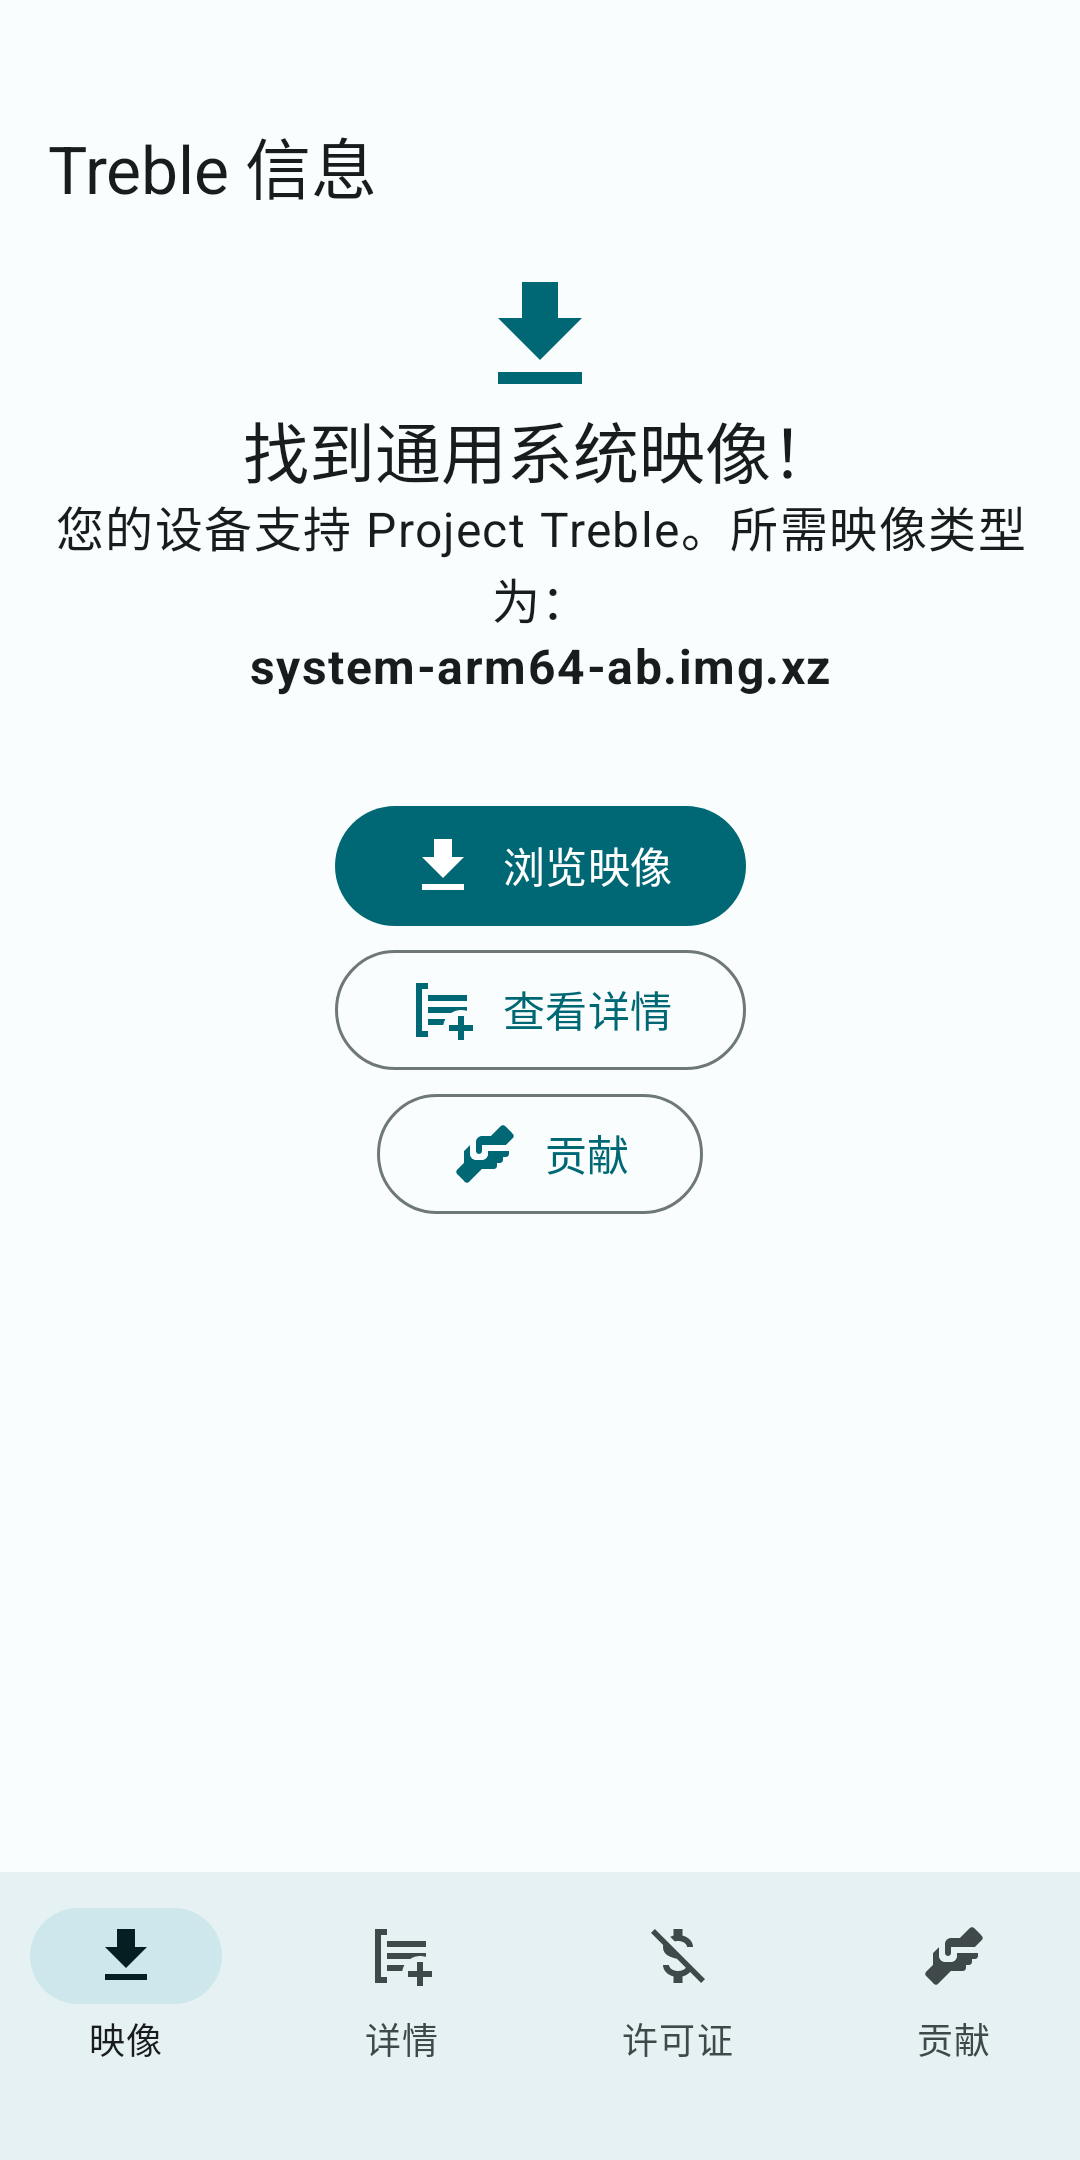 Treble 信息
找到通用系统映像！
您的设备支持 Project Treble。所需映像类型
为：
system-arm64-ab.img.xz
浏览映像
查看详情
贡献
映像
详情
许可证
贡献